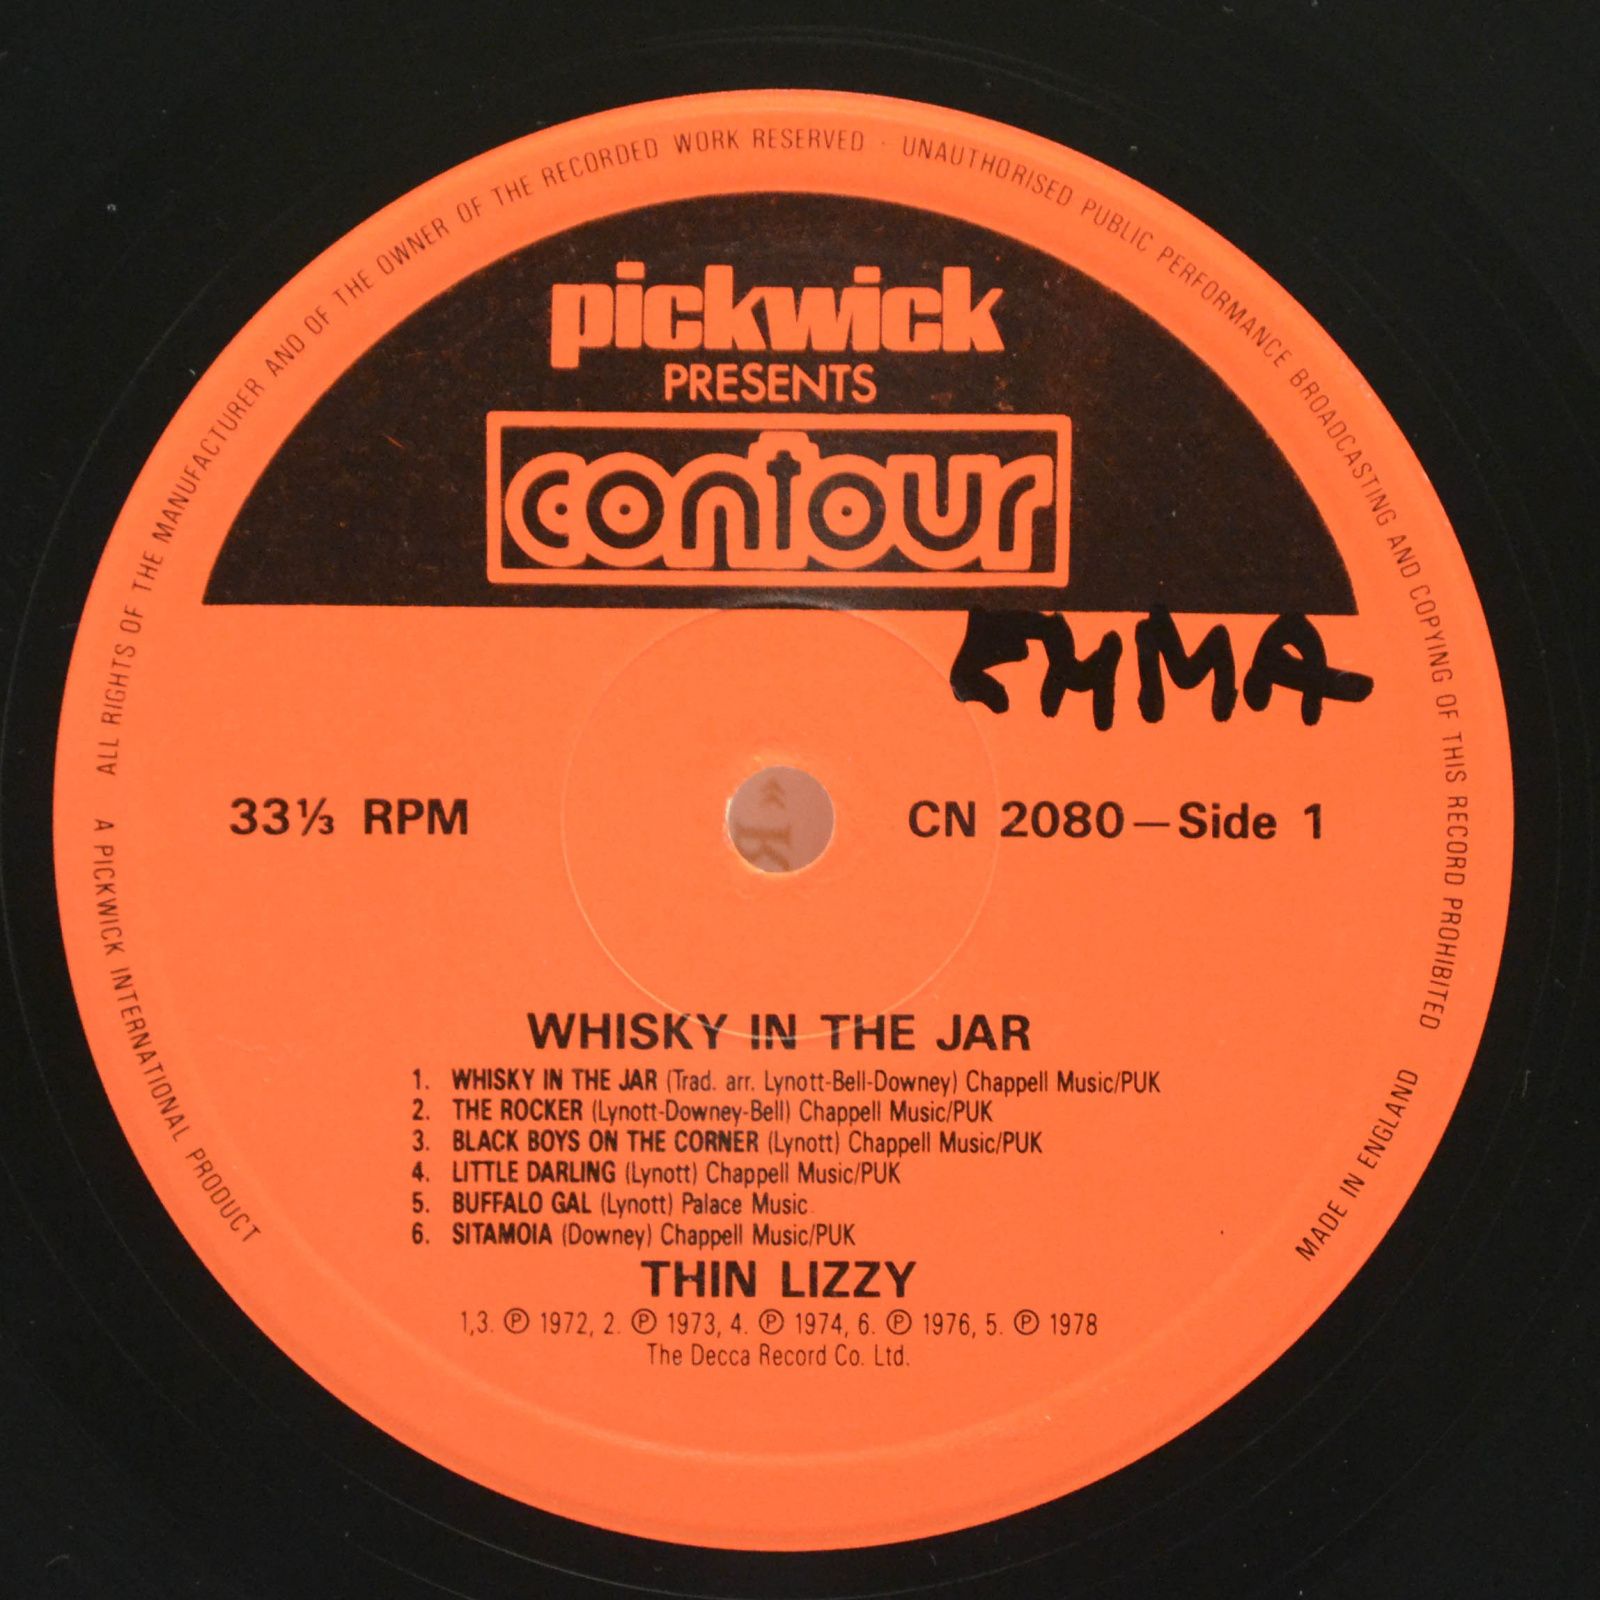 ALL RIGHTS OF THE MANUFACTURER AND OF THE OWNER OF THE RECORDED WORK RESERVED · UNAUTHORISED PUBLIC PERFORMANCE BROADCASTING AND COPYING OF THIS RECORD PROHIBITED
pickwick
PRESENTS
contour
EMMA
33⅓ RPM
CN 2080—Side 1
WHISKY IN THE JAR
1. WHISKY IN THE JAR (Trad. arr. Lynott-Bell-Downey) Chappell Music/PUK
2. THE ROCKER (Lynott-Downey-Bell) Chappell Music/PUK
3. BLACK BOYS ON THE CORNER (Lynott) Chappell Music/PUK
4. LITTLE DARLING (Lynott) Chappell Music/PUK
5. BUFFALO GAL (Lynott) Palace Music
6. SITAMOIA (Downey) Chappell Music/PUK
THIN LIZZY
1,3. ℗ 1972, 2. ℗ 1973, 4. ℗ 1974, 6. ℗ 1976, 5. ℗ 1978
The Decca Record Co. Ltd.
A PICKWICK INTERNATIONAL PRODUCT
MADE IN ENGLAND